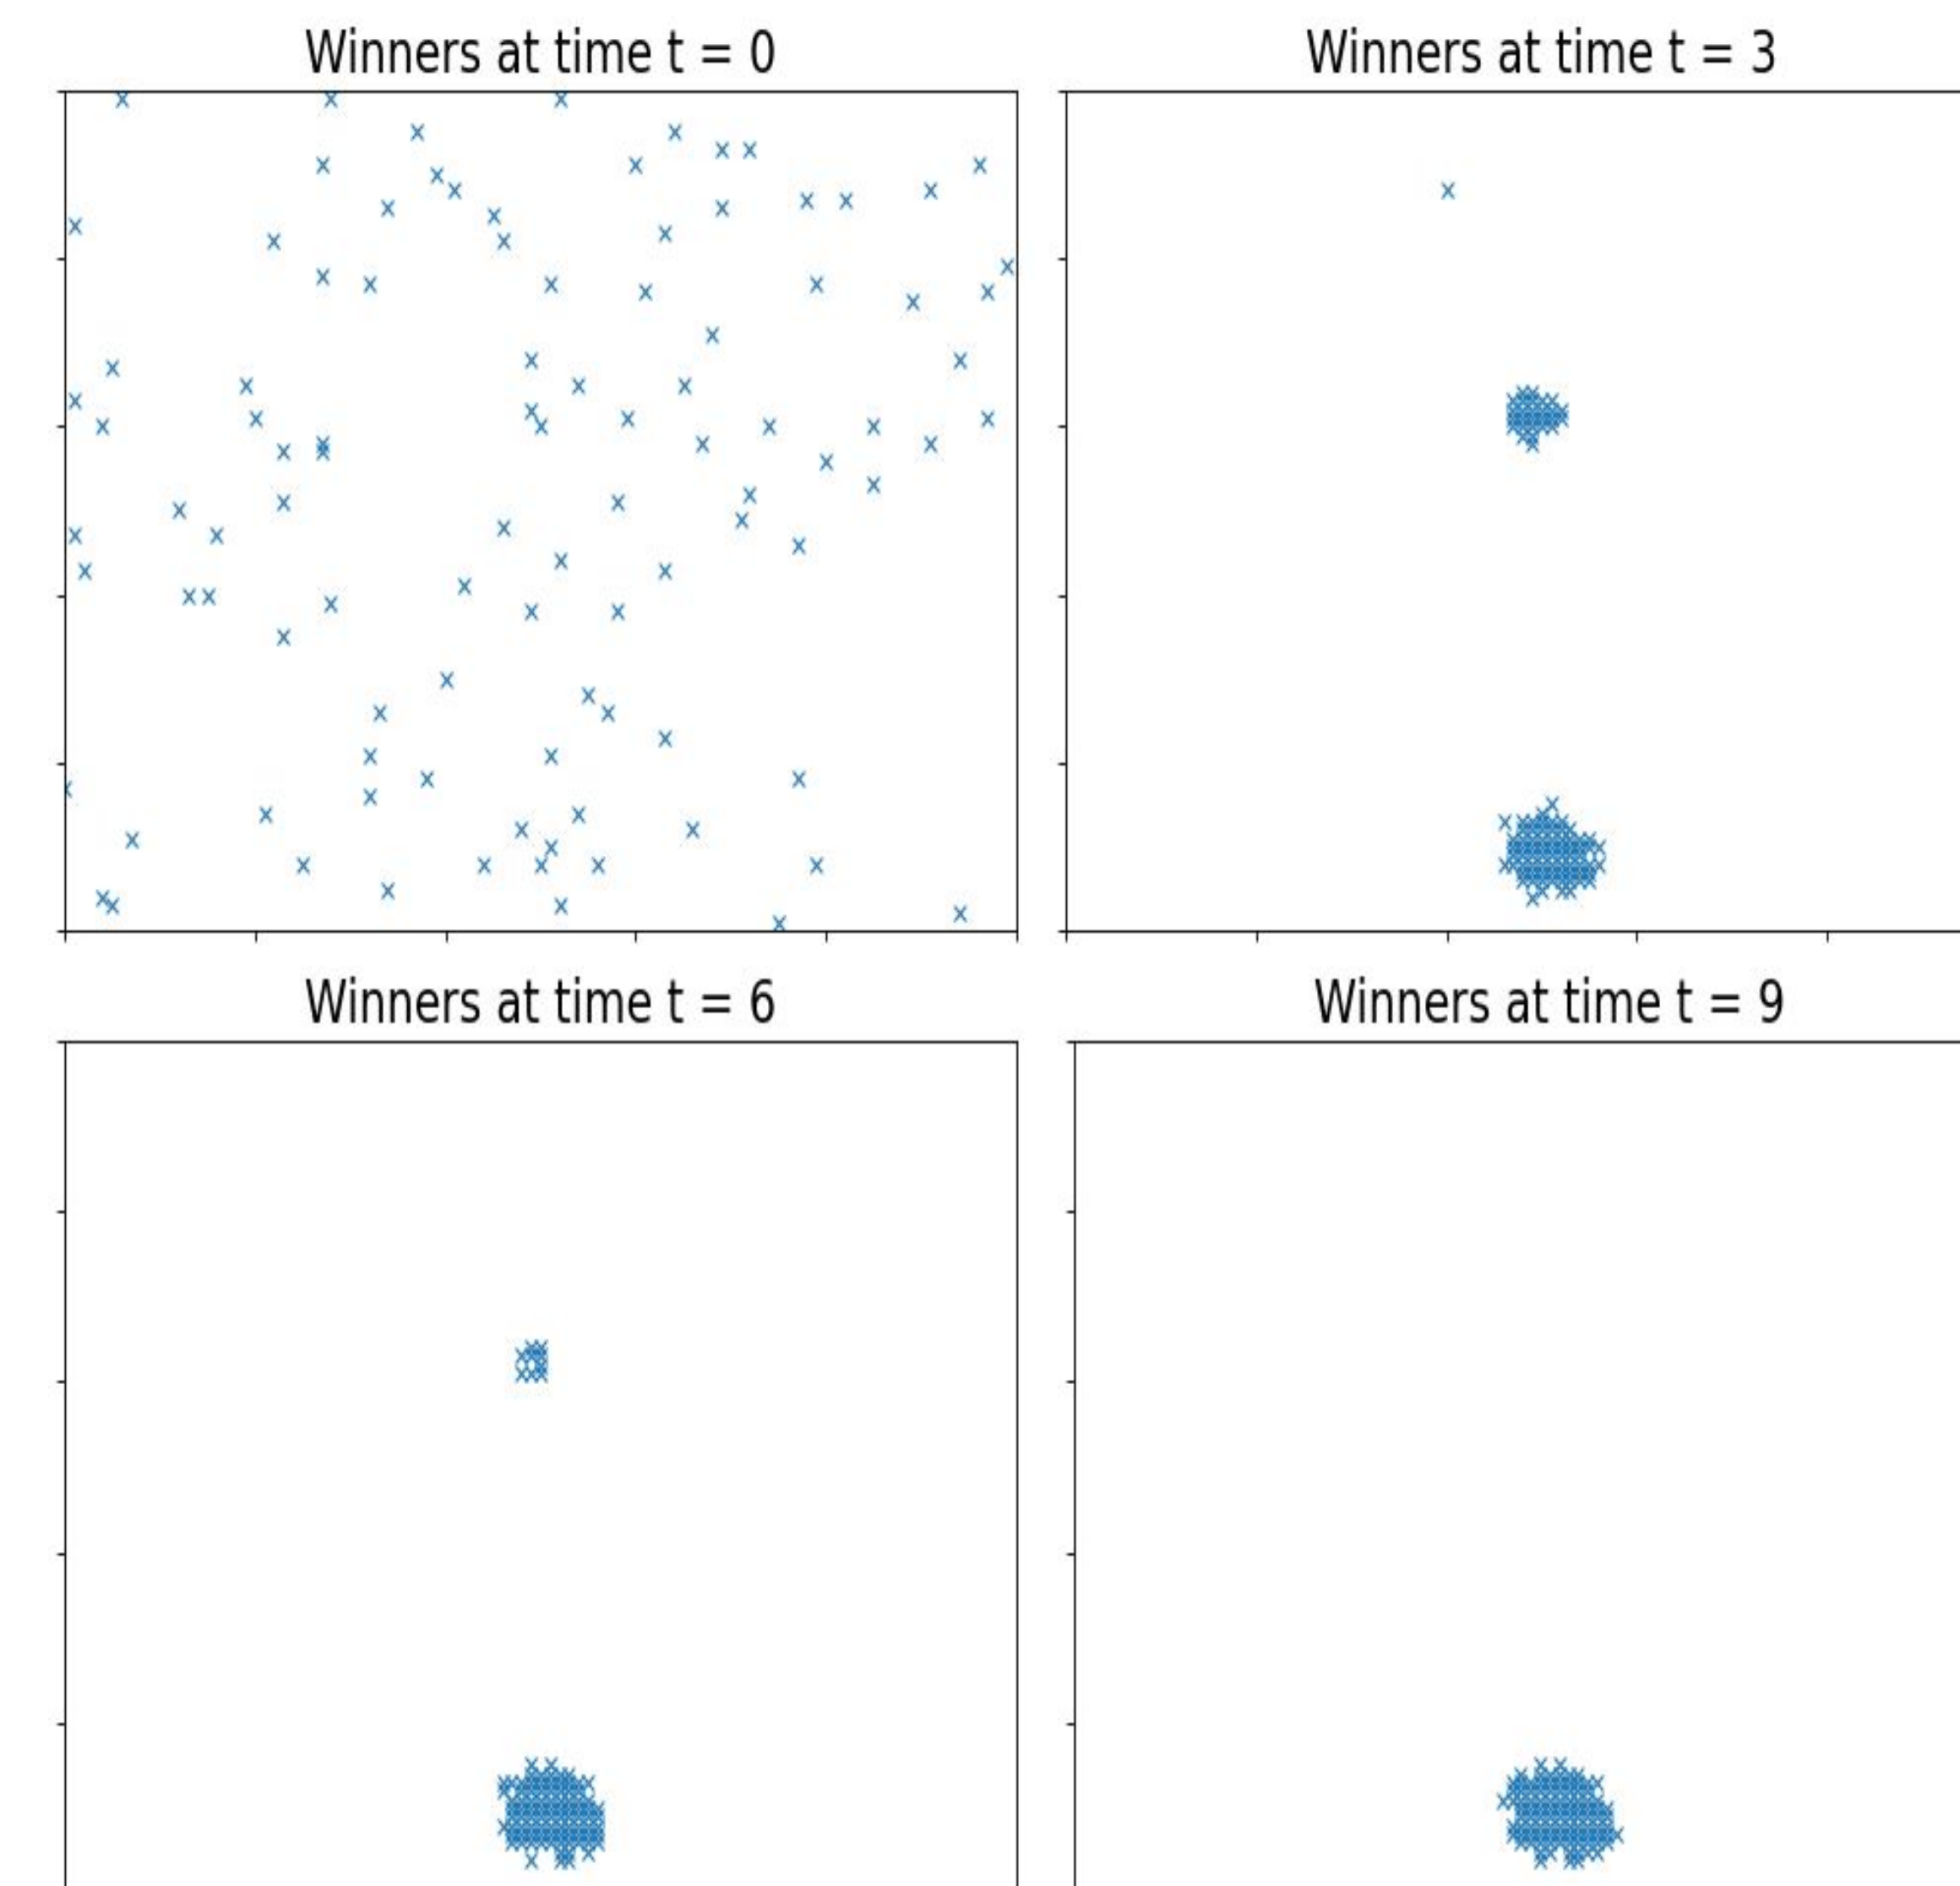 Winners at time t = 0
Winners at time t = 3
Winners at time t = 6
Winners at time t = 9